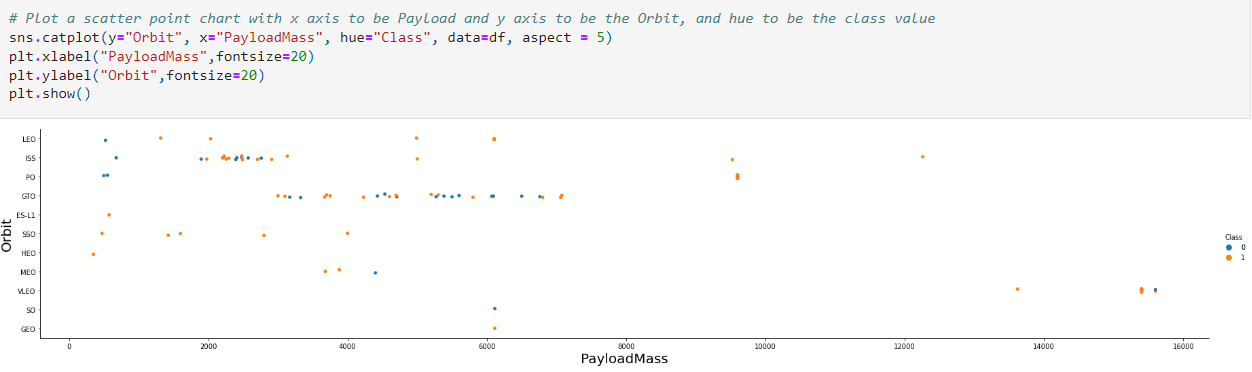 # Plot a scatter point chart with x axis to be Payload and y axis to be the Orbit, and hue to be the class value
sns.catplot(y="Orbit", x="PayloadMass", hue="Class", data=df, aspect = 5)
plt.xlabel("PayloadMass",fontsize=20)
plt.ylabel("Orbit",fontsize=20)
plt.show()
LEO
ISS
PO
GTO
ES-L1
SSO
HEO
MEO
VLEO
SO
GEO
Orbit
Class
0
1
0 2000 4000 6000 8000 10000 12000 14000 16000
PayloadMass